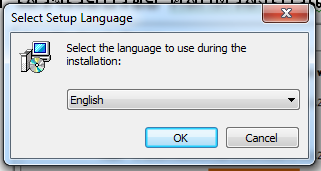 Select Setup Language
Select the language to use during the
installation:
English
OK
Cancel